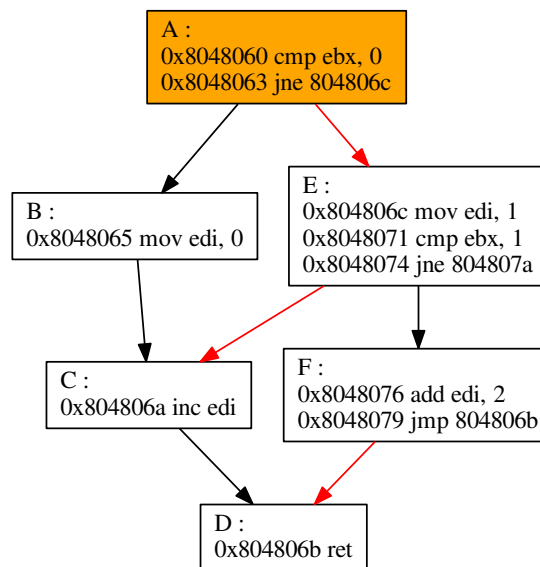 A :
0x8048060 cmp ebx, 0
0x8048063 jne 804806c
B :
0x8048065 mov edi, 0
E :
0x804806c mov edi, 1
0x8048071 cmp ebx, 1
0x8048074 jne 804807a
C :
0x804806a inc edi
F :
0x8048076 add edi, 2
0x8048079 jmp 804806b
D :
0x804806b ret